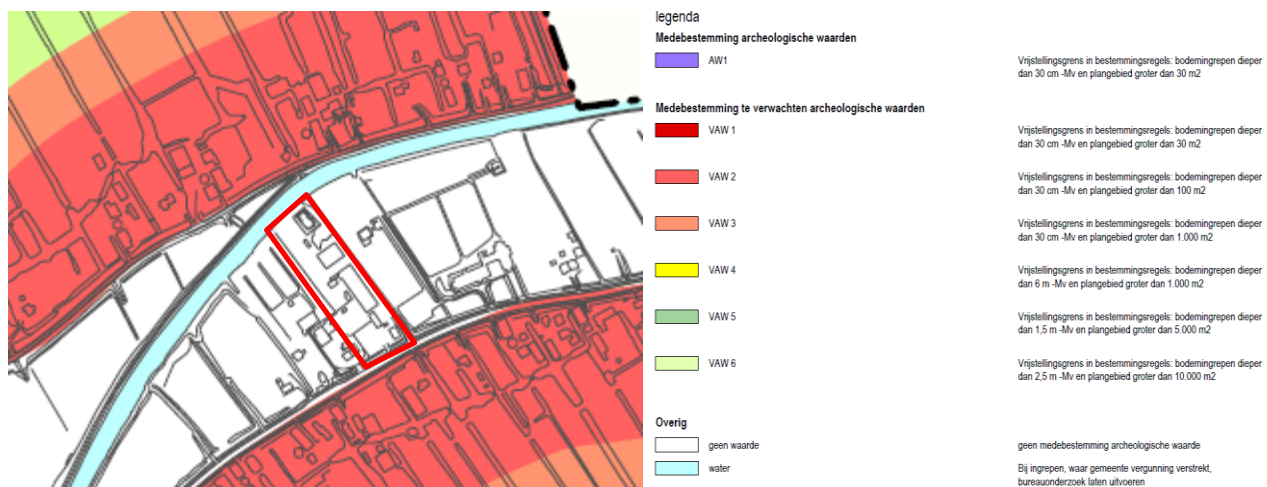 legenda
Medebestemming archeologische waarden
AW1
Vrijstellingsgrens in bestemmingsregels: bodemingrepen dieper
dan 30 cm -Mv en plangebied groter dan 30 m2
Medebestemming te verwachten archeologische waarden
VAW 1
Vrijstellingsgrens in bestemmingsregels: bodemingrepen dieper
dan 30 cm -Mv en plangebied groter dan 30 m2
VAW 2
Vrijstellingsgrens in bestemmingsregels: bodemingrepen dieper
dan 30 cm -Mv en plangebied groter dan 100 m2
VAW 3
Vrijstellingsgrens in bestemmingsregels: bodemingrepen dieper
dan 30 cm -Mv en plangebied groter dan 1.000 m2
VAW 4
Vrijstellingsgrens in bestemmingsregels: bodemingrepen dieper
dan 6 m -Mv en plangebied groter dan 1.000 m2
VAW 5
Vrijstellingsgrens in bestemmingsregels: bodemingrepen dieper
dan 1,5 m -Mv en plangebied groter dan 5.000 m2
VAW 6
Vrijstellingsgrens in bestemmingsregels: bodemingrepen dieper
dan 2,5 m -Mv en plangebied groter dan 10.000 m2
Overig
geen waarde
geen medebestemming archeologische waarde
water
Bij ingrepen, waar gemeente vergunning verstrekt,
bureauonderzoek laten uitvoeren